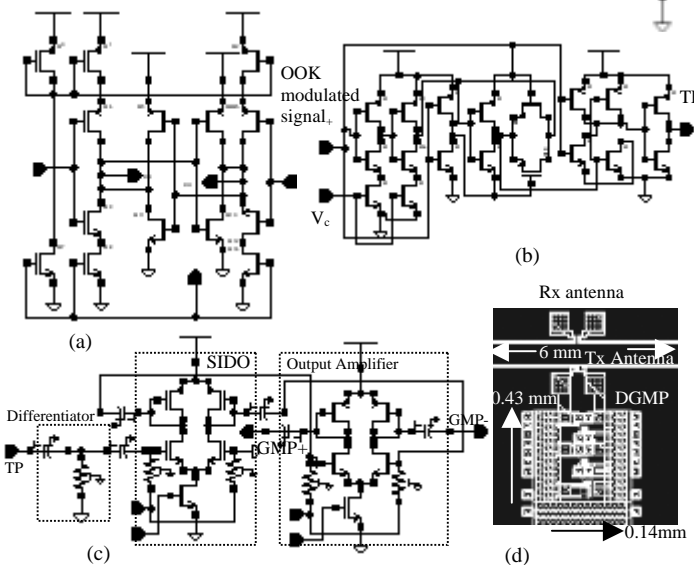 OOK
modulated
signal+
(a)
TP
Vc
(b)
SIDO
Output Amplifier
Differentiator
TP
GMP+
GMP-
(c)
Rx antenna
6 mm
Tx Antenna
0.43 mm
DGMP
0.14mm
(d)